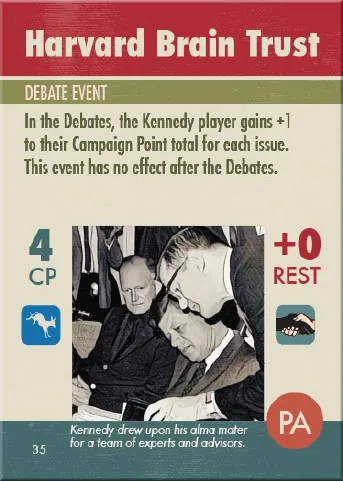 Harvard Brain Trust
DEBATE EVENT
In the Debates, the Kennedy player gains +1
to their Campaign Point total for each issue.
This event has no effect after the Debates.
4
CP
+0
REST
Kennedy drew upon his alma mater
for a team of experts and advisors.
PA
35